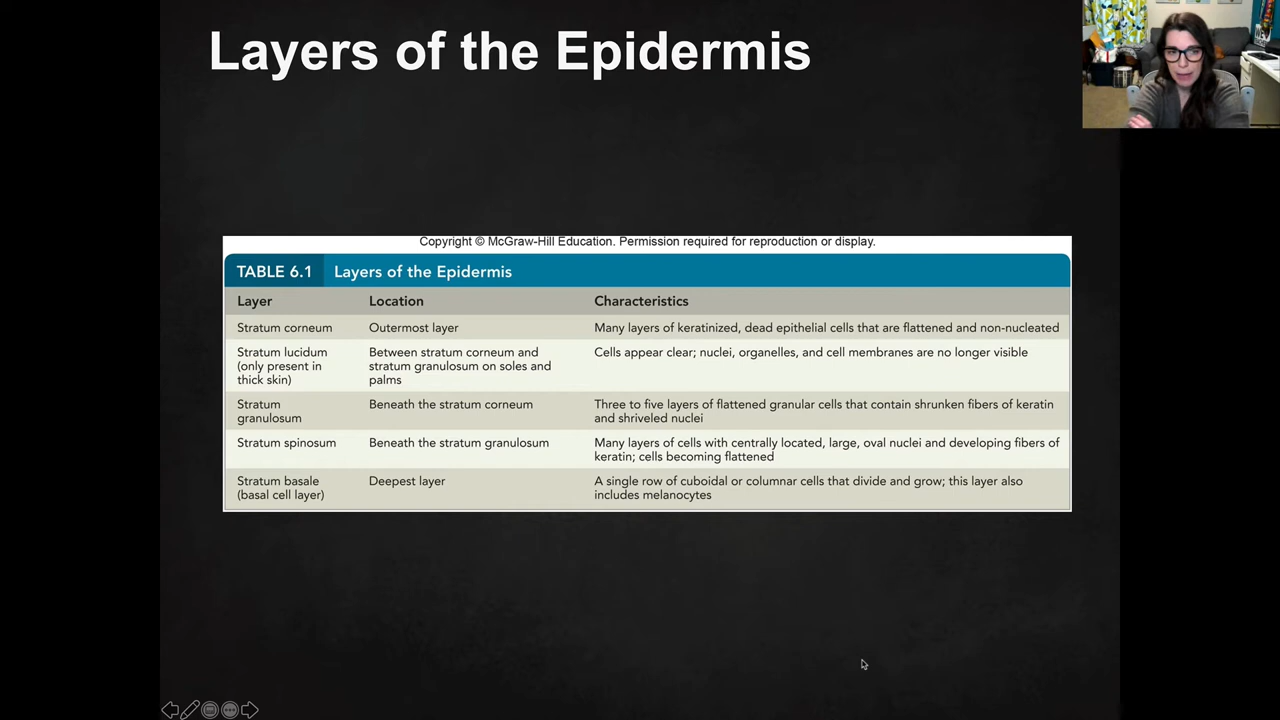 Layers of the Epidermis
Copyright © McGraw-Hill Education. Permission required for reproduction or display.
TABLE 6.1 Layers of the Epidermis
Layer Location Characteristics
Stratum corneum Outermost layer Many layers of keratinized, dead epithelial cells that are flattened and non-nucleated
Stratum lucidum Between stratum corneum and Cells appear clear; nuclei, organelles, and cell membranes are no longer visible
(only present in stratum granulosum on soles and
thick skin) palms
Stratum Beneath the stratum corneum Three to five layers of flattened granular cells that contain shrunken fibers of keratin
granulosum and shriveled nuclei
Stratum spinosum Beneath the stratum granulosum Many layers of cells with centrally located, large, oval nuclei and developing fibers of
keratin; cells becoming flattened
Stratum basale Deepest layer A single row of cuboidal or columnar cells that divide and grow; this layer also
(basal cell layer) includes melanocytes